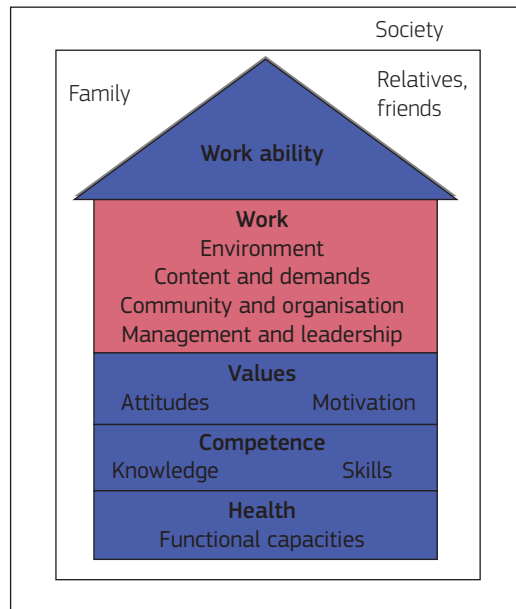 Society
Family
Relatives,
friends
Work ability
Work
Environment
Content and demands
Community and organisation
Management and leadership
Values
Attitudes Motivation
Competence
Knowledge Skills
Health
Functional capacities